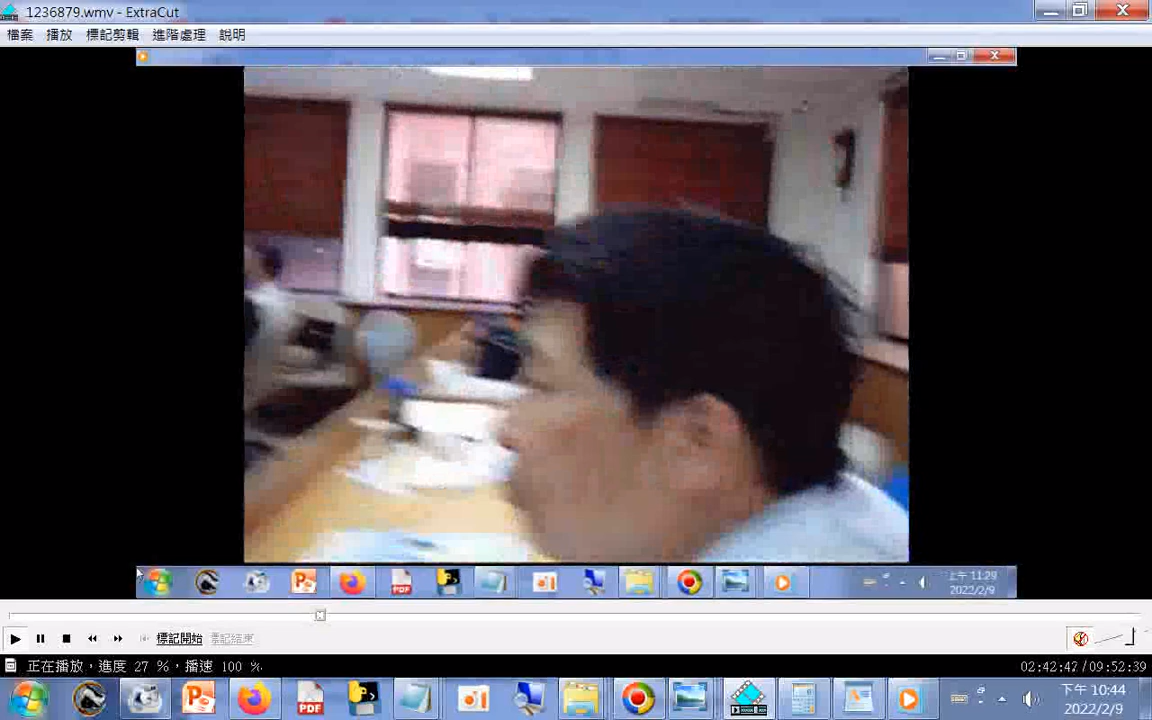 1236879.wmv - ExtraCut
檔案 播放 標記剪輯 進階處理 說明
上午 11:29
2022/2/9
標記開始 標記結束
正在播放，進度 27 %，播速 100 %. 02:42:47 / 09:52:39
PDF
下午 10:44
2022/2/9